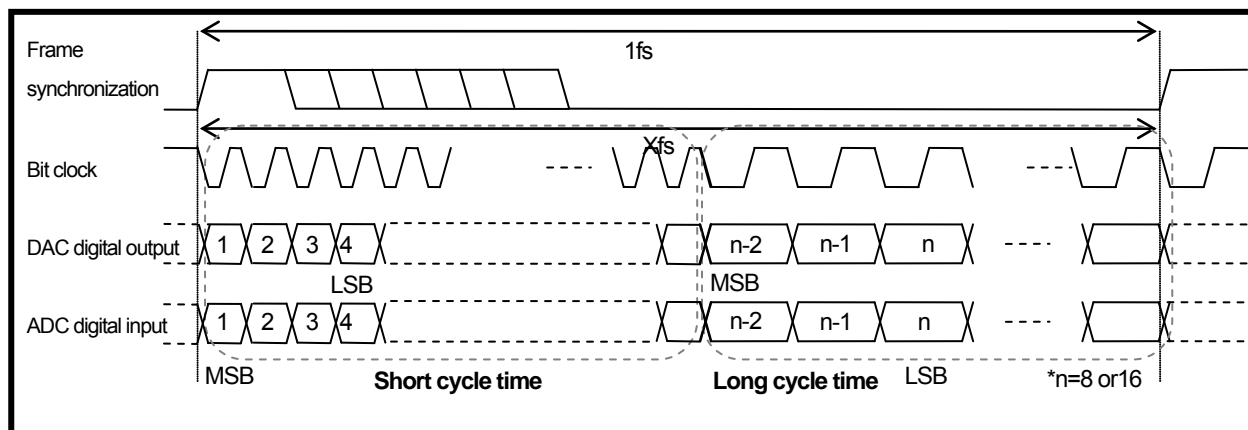 Frame
1fs
synchronization
Xfs
Bit clock
DAC digital output
1 2 3 4 n-2 n-1 n
LSB MSB
ADC digital input
1 2 3 4 n-2 n-1 n
MSB Short cycle time Long cycle time LSB *n=8 or16